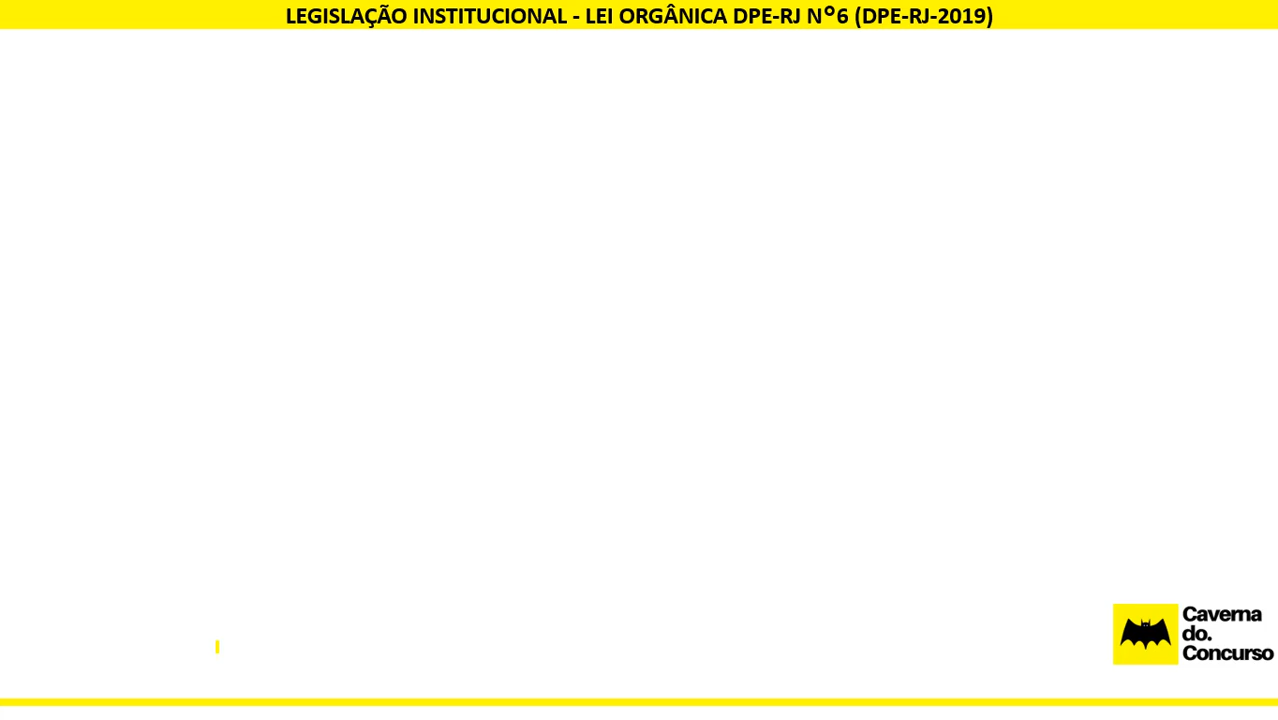 LEGISLAÇÃO INSTITUCIONAL - LEI ORGÂNICA DPE-RJ Nº6 (DPE-RJ-2019)
Caverna
do.
Concurso